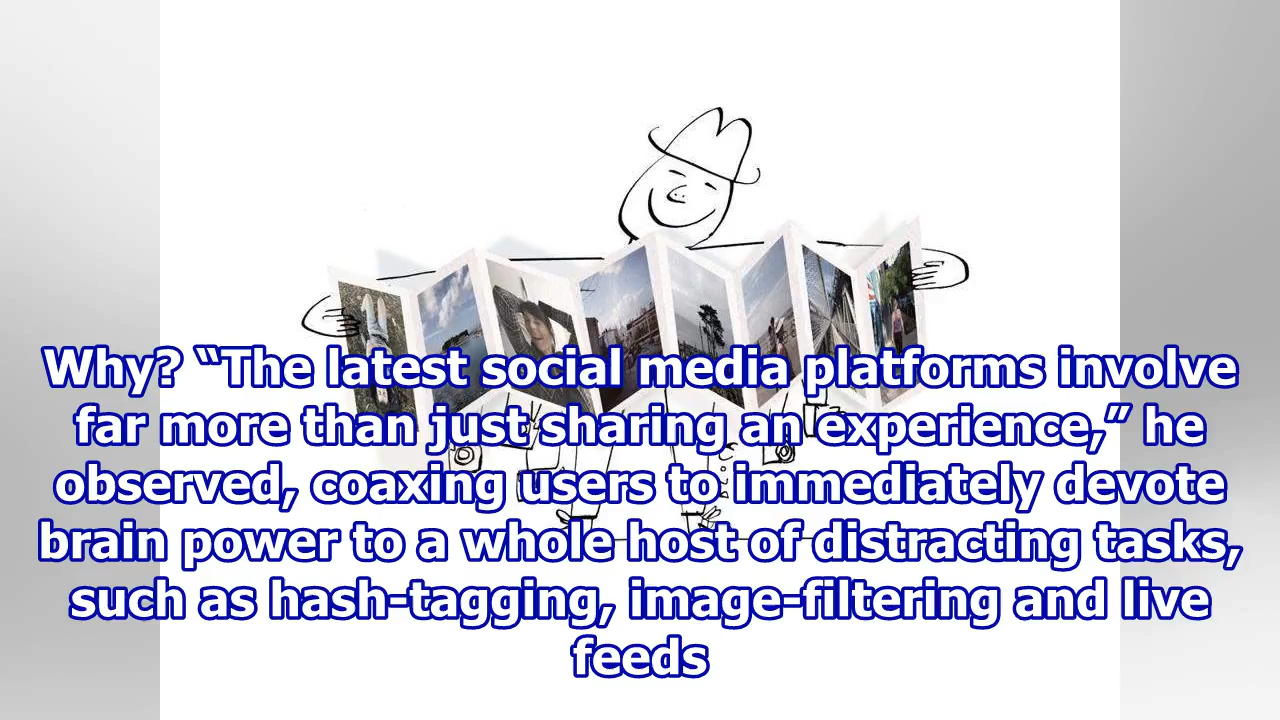 Why? “The latest social media platforms involve
far more than just sharing an experience,” he
observed, coaxing users to immediately devote
brain power to a whole host of distracting tasks,
such as hash-tagging, image-filtering and live
feeds